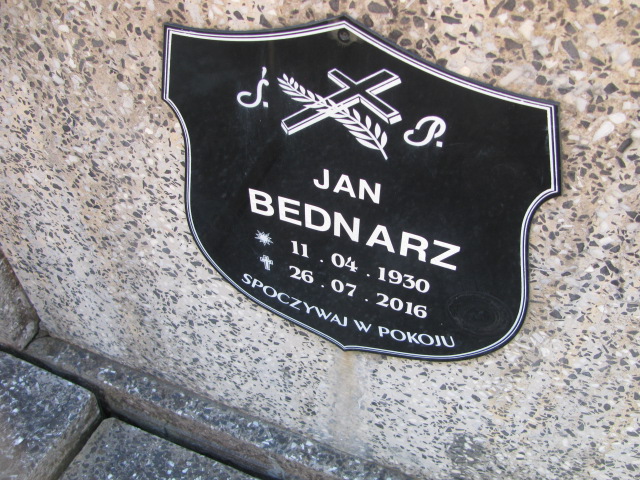 Ś. P.
JAN
BEDNARZ
11.04.1930
26.07.2016
SPOCZYWAJ W POKOJU